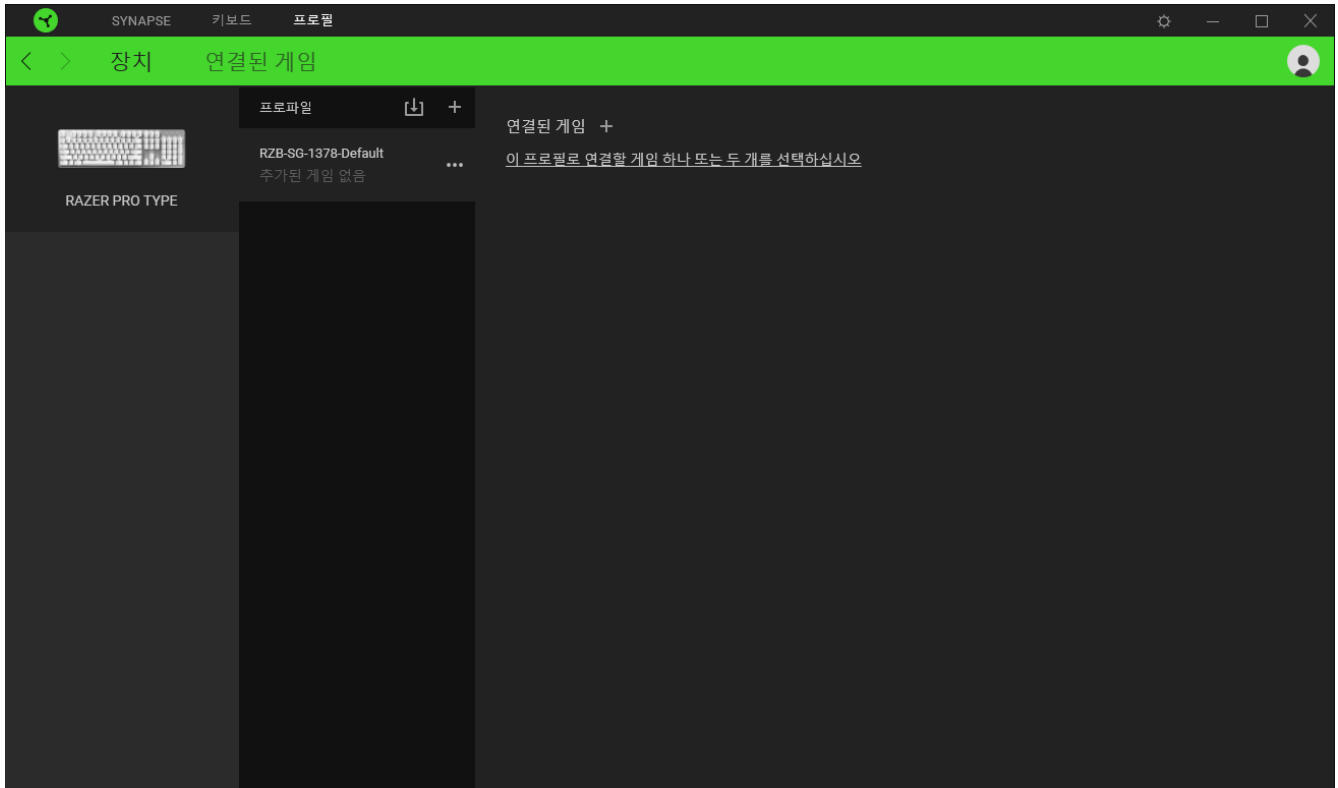 SYNAPSE 키보드 프로필
장치 연결된 게임
RAZER PRO TYPE
프로파일
RZB-SG-1378-Default
추가된 게임 없음
연결된 게임
이 프로필로 연결할 게임 하나 또는 두 개를 선택하십시오